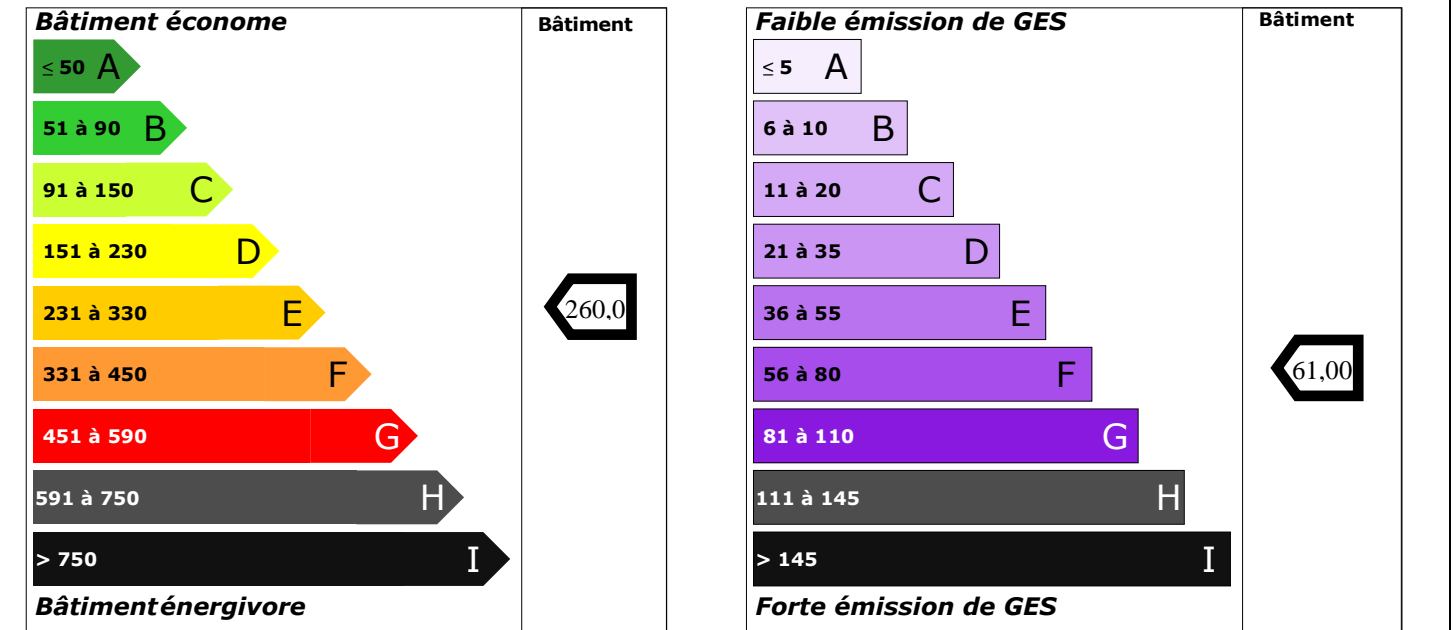 Bâtiment économe
Bâtiment
≤ 50 A
51 à 90 B
91 à 150 C
151 à 230 D
231 à 330 E
260,0
331 à 450 F
451 à 590 G
591 à 750 H
> 750 I
Bâtiment énergivore
Faible émission de GES
Bâtiment
≤ 5 A
6 à 10 B
11 à 20 C
21 à 35 D
36 à 55 E
56 à 80 F
61,00
81 à 110 G
111 à 145 H
> 145 I
Forte émission de GES